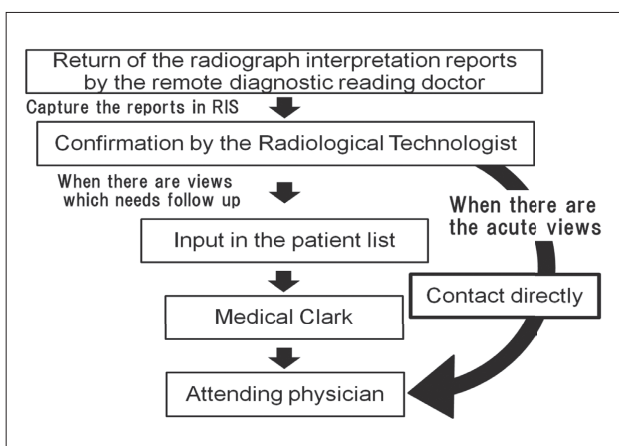 Return of the radiograph interpretation reports
by the remote diagnostic reading doctor
Capture the reports in RIS
Confirmation by the Radiological Technologist
When there are views
which needs follow up
When there are
the acute views
Input in the patient list
Contact directly
Medical Clark
Attending physician